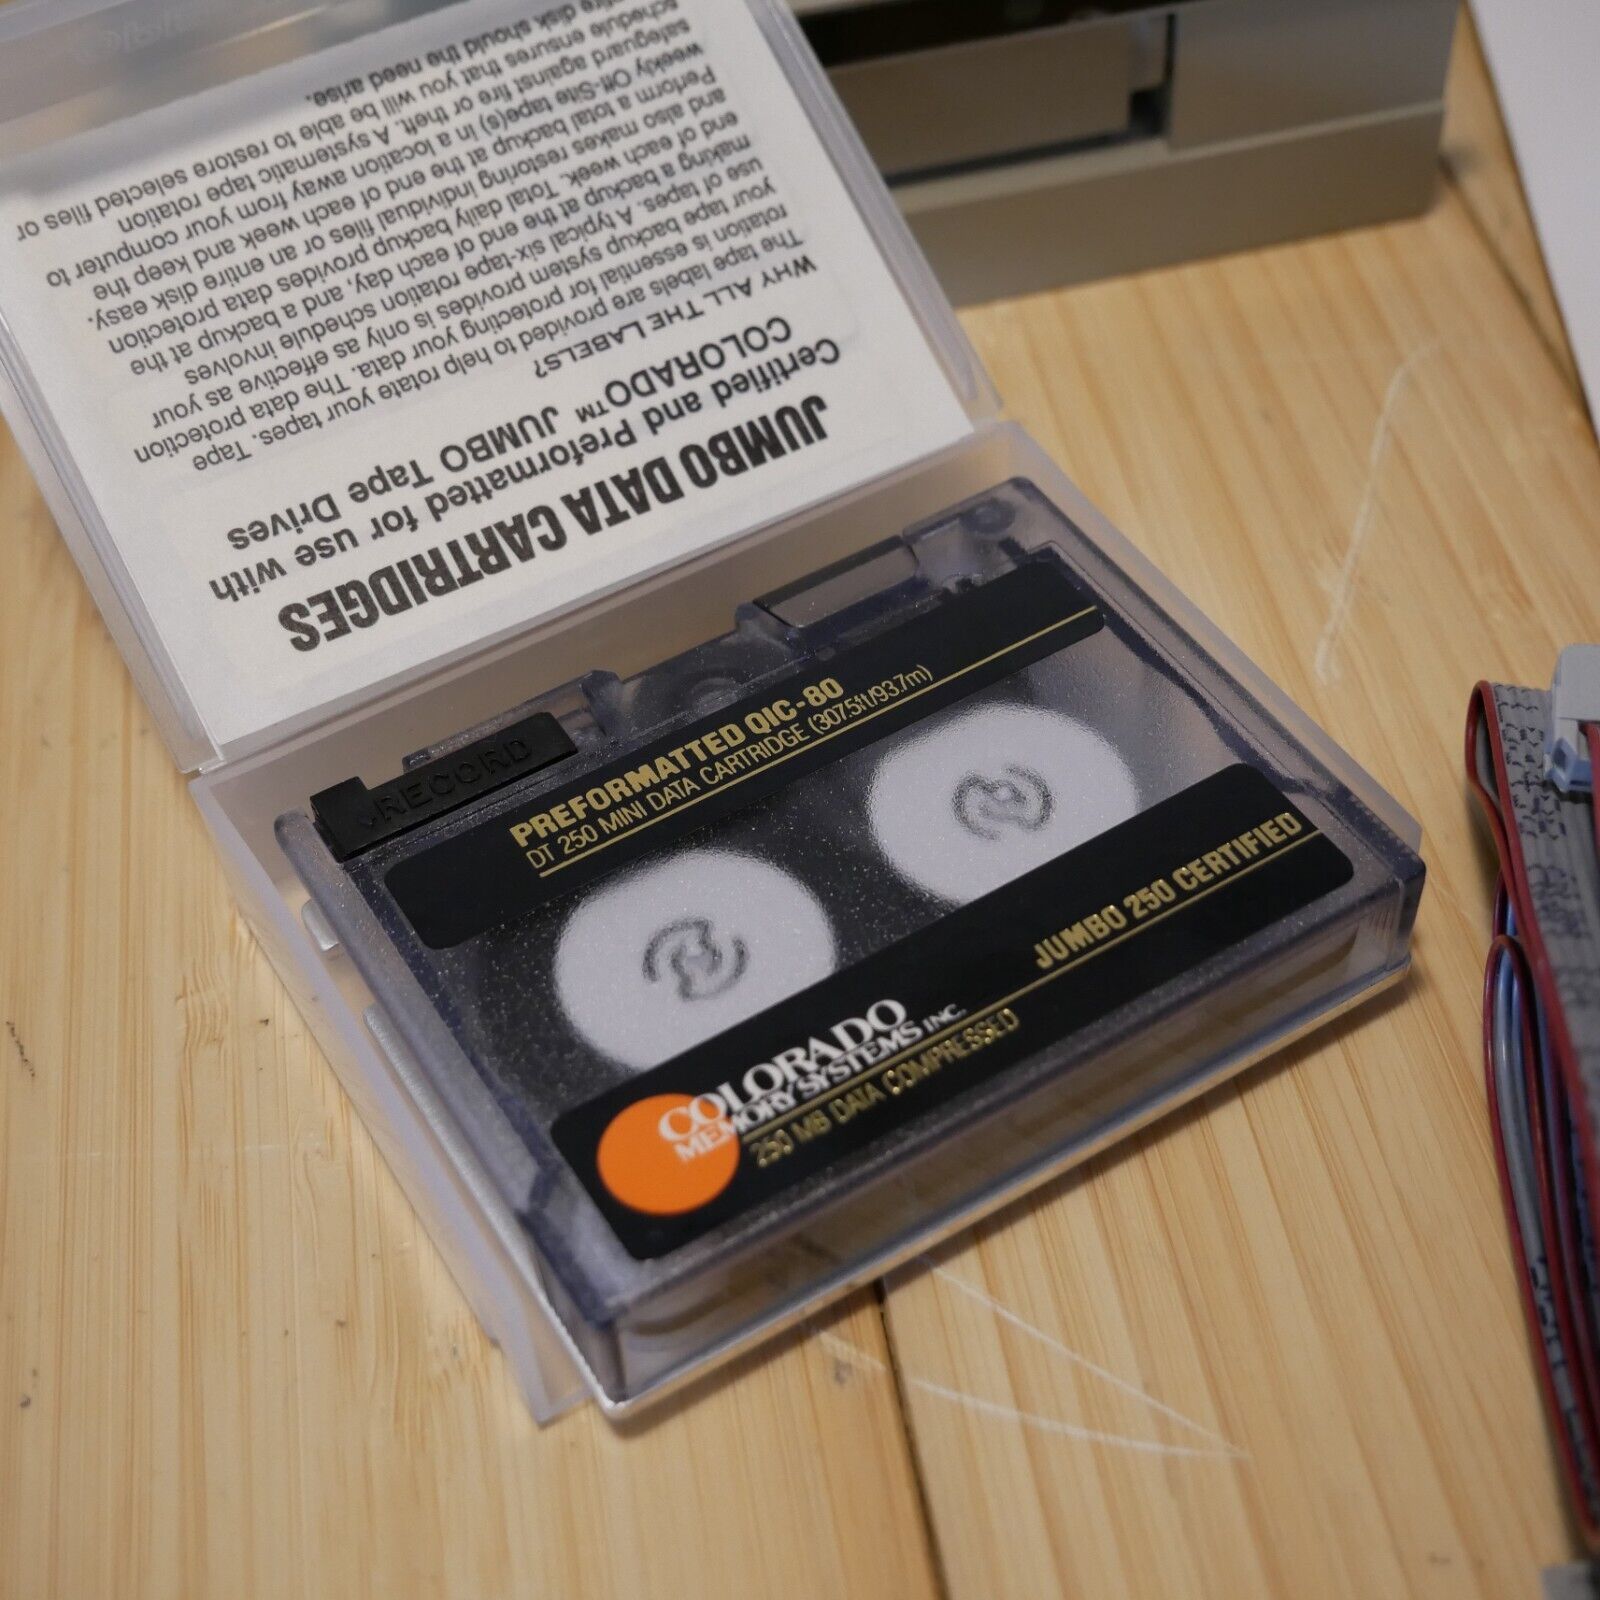 JUMBO DATA CARTRIDGES
Certified and Preformatted for use with
COLORADO™ JUMBO Tape Drives
WHY ALL THE LABELS?
The tape labels are provided to help rotate your tapes. Tape
rotation is essential for protecting your data. The data protection
your tape backup system provides is only as effective as your
use of tapes. A typical six-tape rotation schedule involves
making a backup at the end of each day, and a backup at the
end of each week. Total daily backup provides data protection
and also makes restoring individual files or an entire disk easy.
Perform a total backup at the end of each week and keep the
weekly Off-Site tape(s) in a location away from your computer to
safeguard against fire or theft. A systematic tape rotation
schedule ensures that you will be able to restore selected files or
disk should the need arise.
RECORD
PREFORMATTED QIC-80
DT 250 MINI DATA CARTRIDGE (307.5ft/93.7m)
JUMBO 250 CERTIFIED
COLORADO
MEMORY SYSTEMS INC.
250 MB DATA COMPRESSED